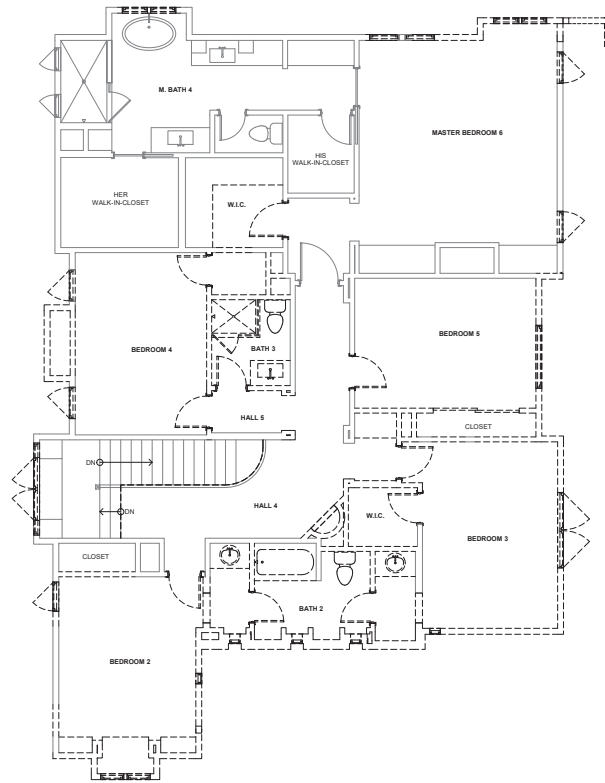 M. BATH 4
MASTER BEDROOM 6
HIS
WALK-IN-CLOSET
HER
WALK-IN-CLOSET
W.I.C.
BEDROOM 4
BATH 3
BEDROOM 5
HALL 5
CLOSET
DN
HALL 4
DN
W.I.C.
BEDROOM 3
CLOSET
BATH 2
BEDROOM 2